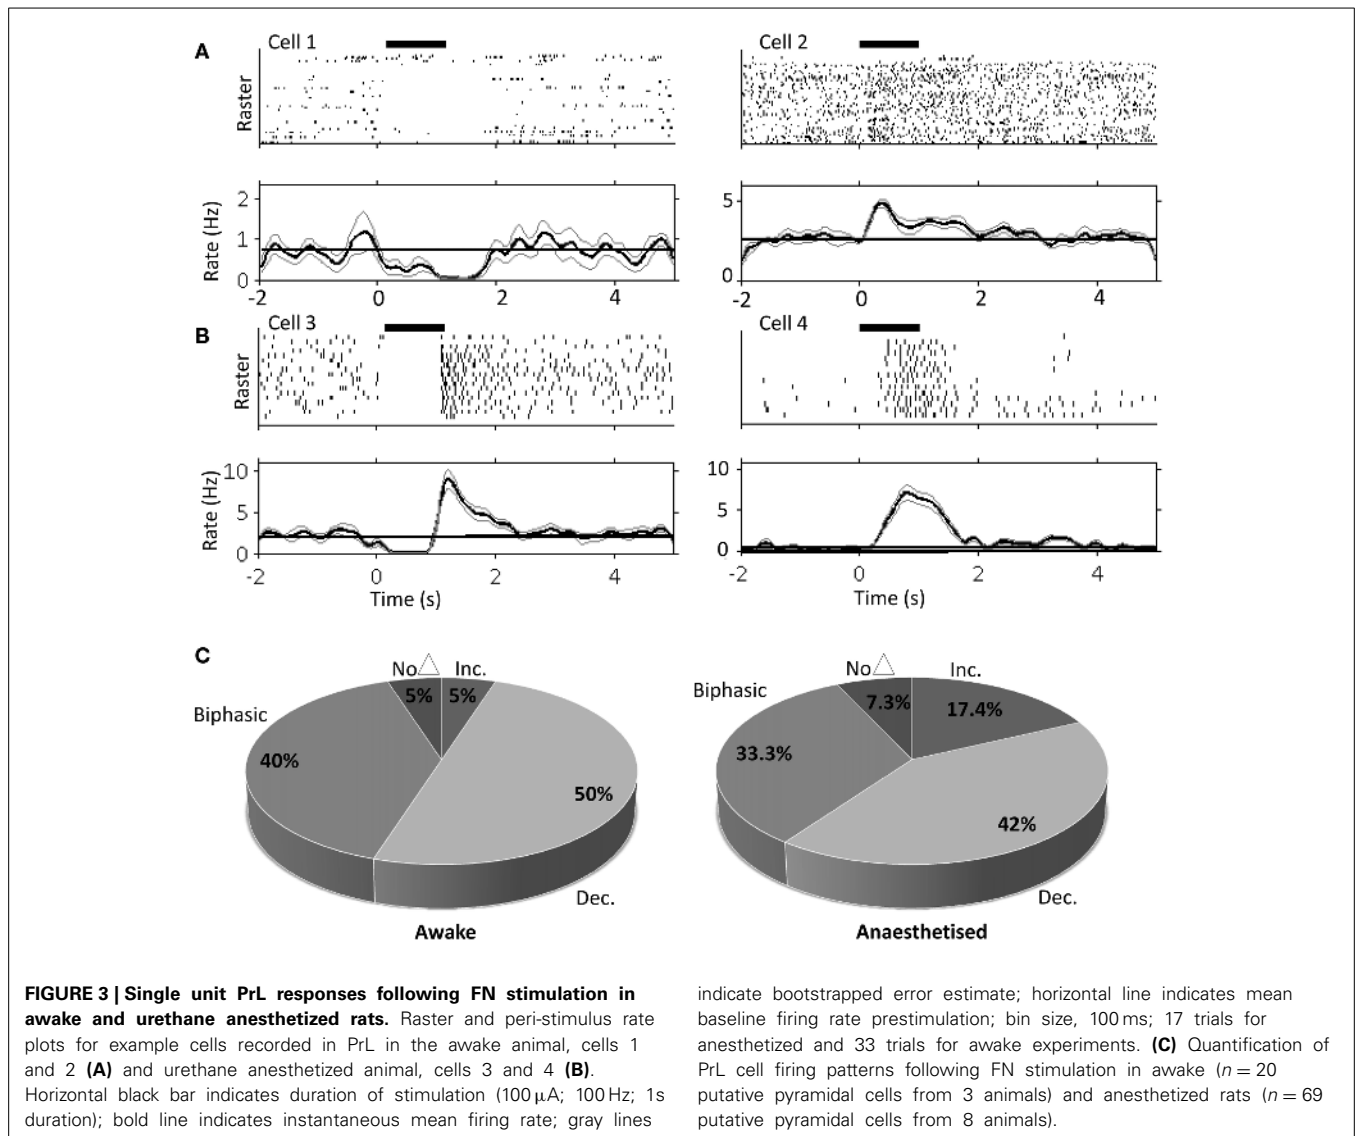 A
Cell 1
Cell 2
Raster
Rate (Hz)
2
1
0
5
0
-2 0 2 4
-2 0 2 4
B
Cell 3
Cell 4
Raster
Rate (Hz)
10
5
0
10
5
0
-2 0 2 4
-2 0 2 4
Time (s)
Time (s)
C
No△ Inc.
Biphasic
5% 5%
40%
50%
Dec.
Awake
No△ Inc.
Biphasic
7.3% 17.4%
33.3%
42%
Dec.
Anaesthetised
FIGURE 3 | Single unit PrL responses following FN stimulation in
awake and urethane anesthetized rats. Raster and peri-stimulus rate
plots for example cells recorded in PrL in the awake animal, cells 1
and 2 (A) and urethane anesthetized animal, cells 3 and 4 (B).
Horizontal black bar indicates duration of stimulation (100 μA; 100 Hz; 1s
duration); bold line indicates instantaneous mean firing rate; gray lines
indicate bootstrapped error estimate; horizontal line indicates mean
baseline firing rate prestimulation; bin size, 100 ms; 17 trials for
anesthetized and 33 trials for awake experiments. (C) Quantification of
PrL cell firing patterns following FN stimulation in awake (n = 20
putative pyramidal cells from 3 animals) and anesthetized rats (n = 69
putative pyramidal cells from 8 animals).